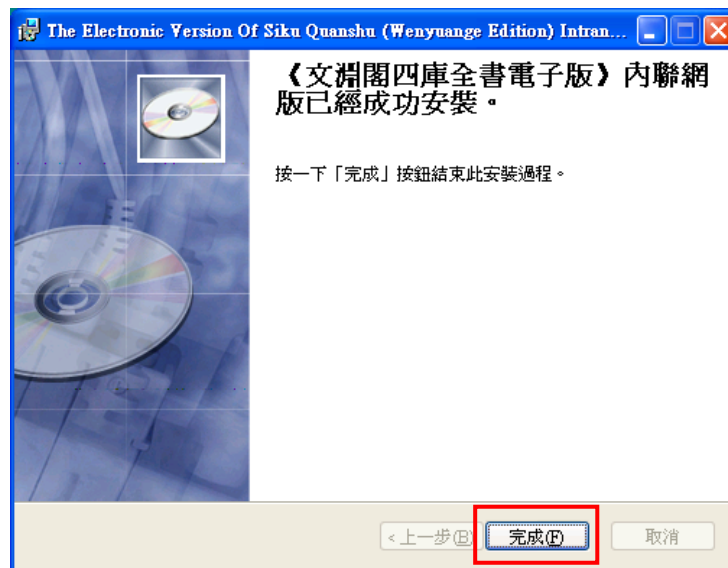 The Electronic Version Of Siku Quanshu (Wenyuange Edition) Intran...
《文淵閣四庫全書電子版》內聯網
版已經成功安裝。
按一下「完成」按鈕結束此安裝過程。
<上一步(B) 完成(F) 取消